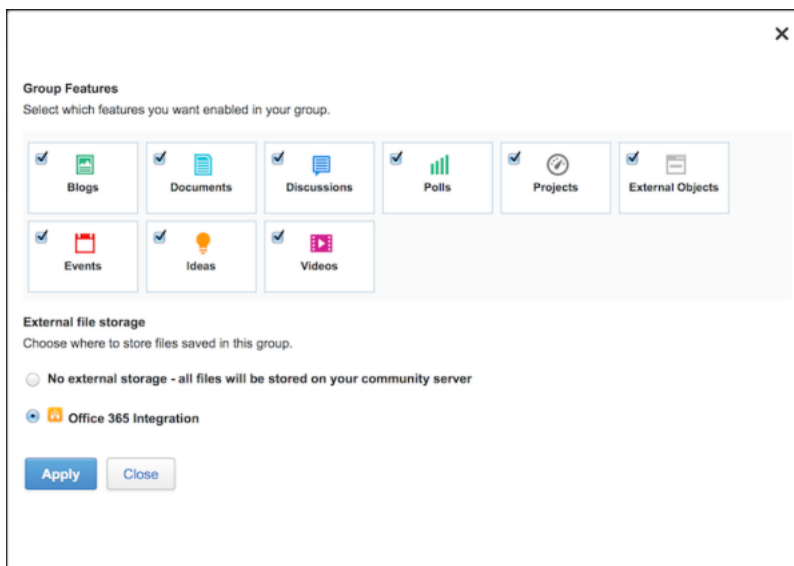 Group Features
Select which features you want enabled in your group.
Blogs
Documents
Discussions
Polls
Projects
External Objects
Events
Ideas
Videos
External file storage
Choose where to store files saved in this group.
No external storage - all files will be stored on your community server
Office 365 Integration
Apply
Close